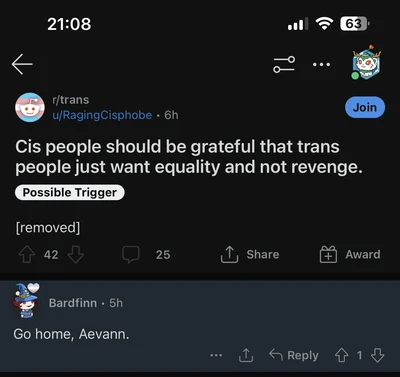 21:08
63
r/trans
u/RagingCisphobe • 6h
Join
Cis people should be grateful that trans
people just want equality and not revenge.
Possible Trigger
[removed]
42
25
Share
Award
Bardfinn • 5h
Go home, Aevann.
Reply
1